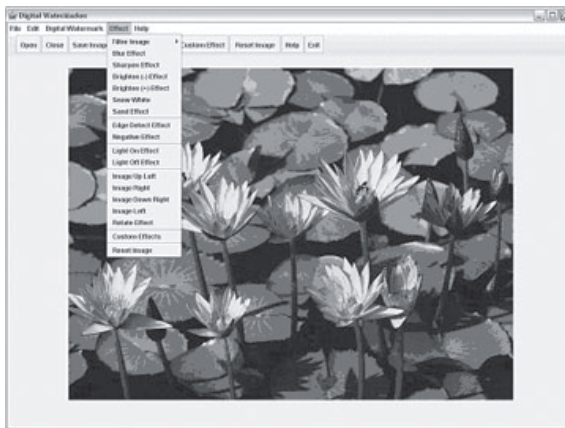 Digital Watermarker
File Edit Digital Watermark Effect Help
Open Close Save Image Custom Effect Reset Image Help Exit
Filter Image
Blur Effect
Sharpen Effect
Brighten (-) Effect
Brighten (+) Effect
Snow White
Sand Effect
Edge Detect Effect
Negative Effect
Light On Effect
Light Off Effect
Image Up Left
Image Right
Image Down Right
Image Left
Rotate Effect
Custom Effects
Reset Image